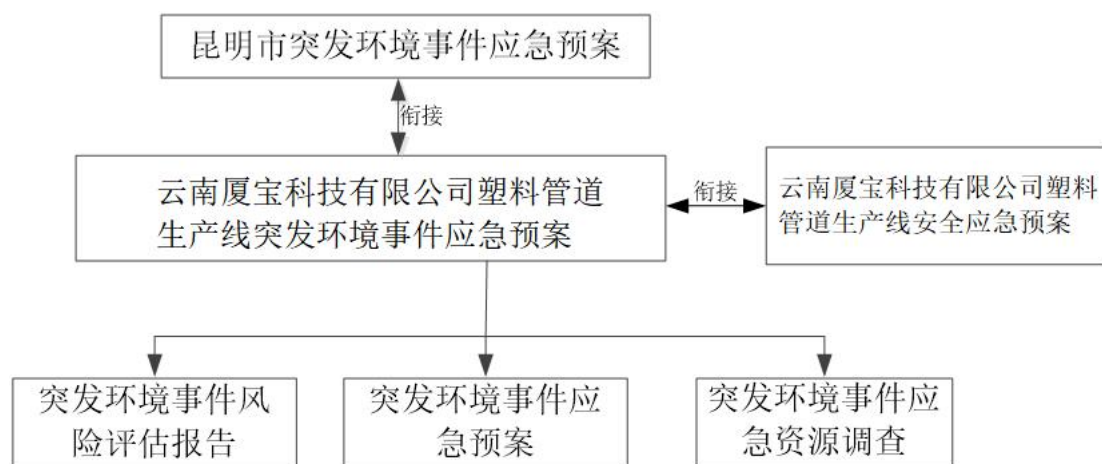 昆明市突发环境事件应急预案
衔接
云南厦宝科技有限公司塑料管道
生产线突发环境事件应急预案
衔接
云南厦宝科技有限公司塑料
管道生产线安全应急预案
突发环境事件风
险评估报告
突发环境事件应
急预案
突发环境事件应
急资源调查